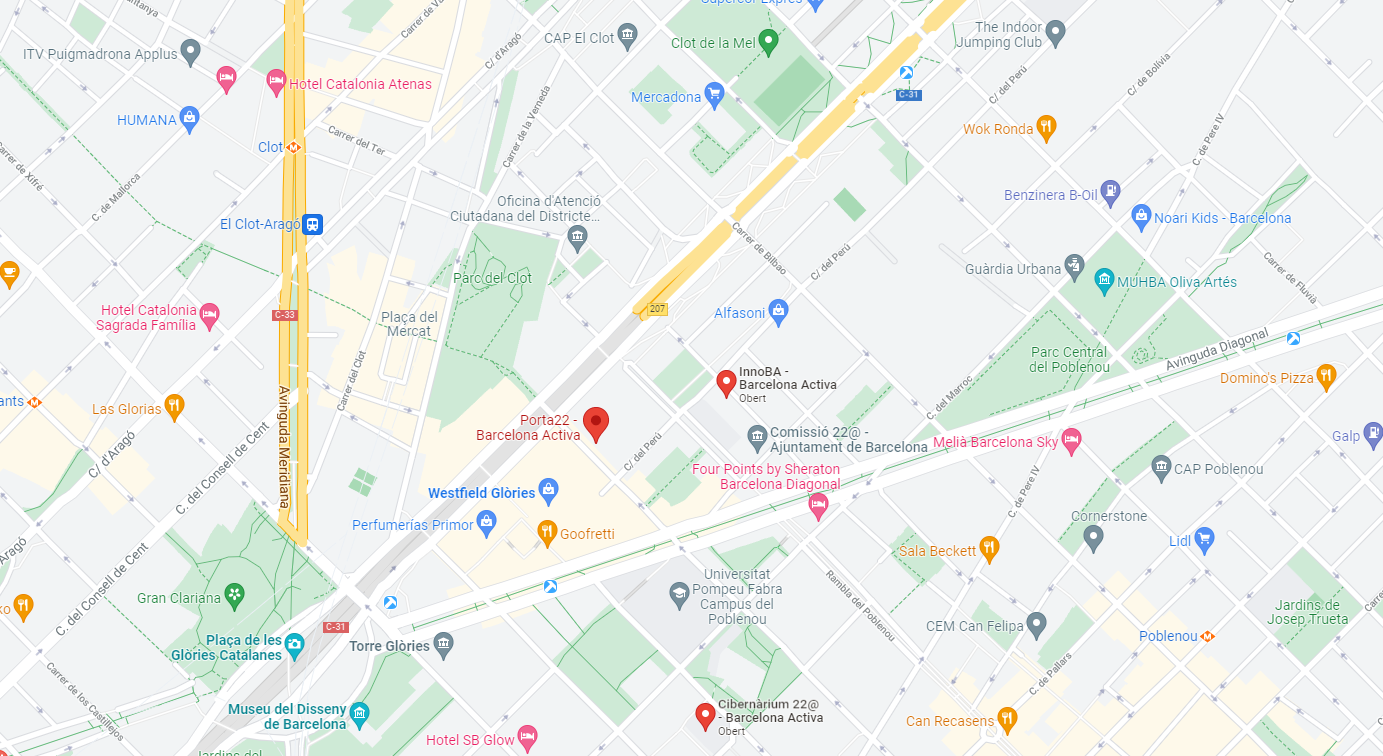 Supercor Exprés
The Indoor
Jumping Club
CAP El Clot
C/ d'Aragó
Clot de la Mel
ITV Puigmadrona Applus
Hotel Catalonia Atenas
Mercadona
C-31
C/ del Perú
C/ de Bolívia
HUMANA
Carrer del Ter
Carrer de la Verneda
Wok Ronda
C. de Pere IV
Clot
Carrer de Xifré
C. de Mallorca
Oficina d'Atenció
Ciutadana del Districte...
Benzinera B-Oil
Noari Kids - Barcelona
El Clot-Aragó
Carrer de Bilbao
C/ del Perú
Guàrdia Urbana
MUHBA Oliva Artés
Carrer de Fluvià
Parc del Clot
Hotel Catalonia
Sagrada Família
C-33
Plaça del
Mercat
207
Alfasoni
Avinguda Diagonal
Parc Central
del Poblenou
InnoBA -
Barcelona Activa
Obert
Domino's Pizza
Carrer del Clot
C. del Marroc
ants
Las Glorias
Avinguda Meridiana
Porta22 -
Barcelona Activa
Comissió 22@ -
Ajuntament de Barcelona
Melià Barcelona Sky
Galp
C/ d'Aragó
C. del Consell de Cent
C/ del Perú
Four Points by Sheraton
Barcelona Diagonal
CAP Poblenou
Westfield Glòries
C. de Pere IV
Perfumerías Primor
Goofretti
Cornerstone
Lidl
Sala Beckett
Aragó
C. del Consell de Cent
Gran Clariana
Universitat
Pompeu Fabra
Campus del
Poblenou
Rambla del Poblenou
Jardins de
Josep Trueta
ko
C-31
CEM Can Felipa
Poblenou
Plaça de les
Glòries Catalanes
Torre Glòries
Carrer de los Castillejos
C. de Pallars
Museu del Disseny
de Barcelona
Cibernàrium 22@
- Barcelona Activa
Obert
Can Recasens
Hotel SB Glow
Jardins del